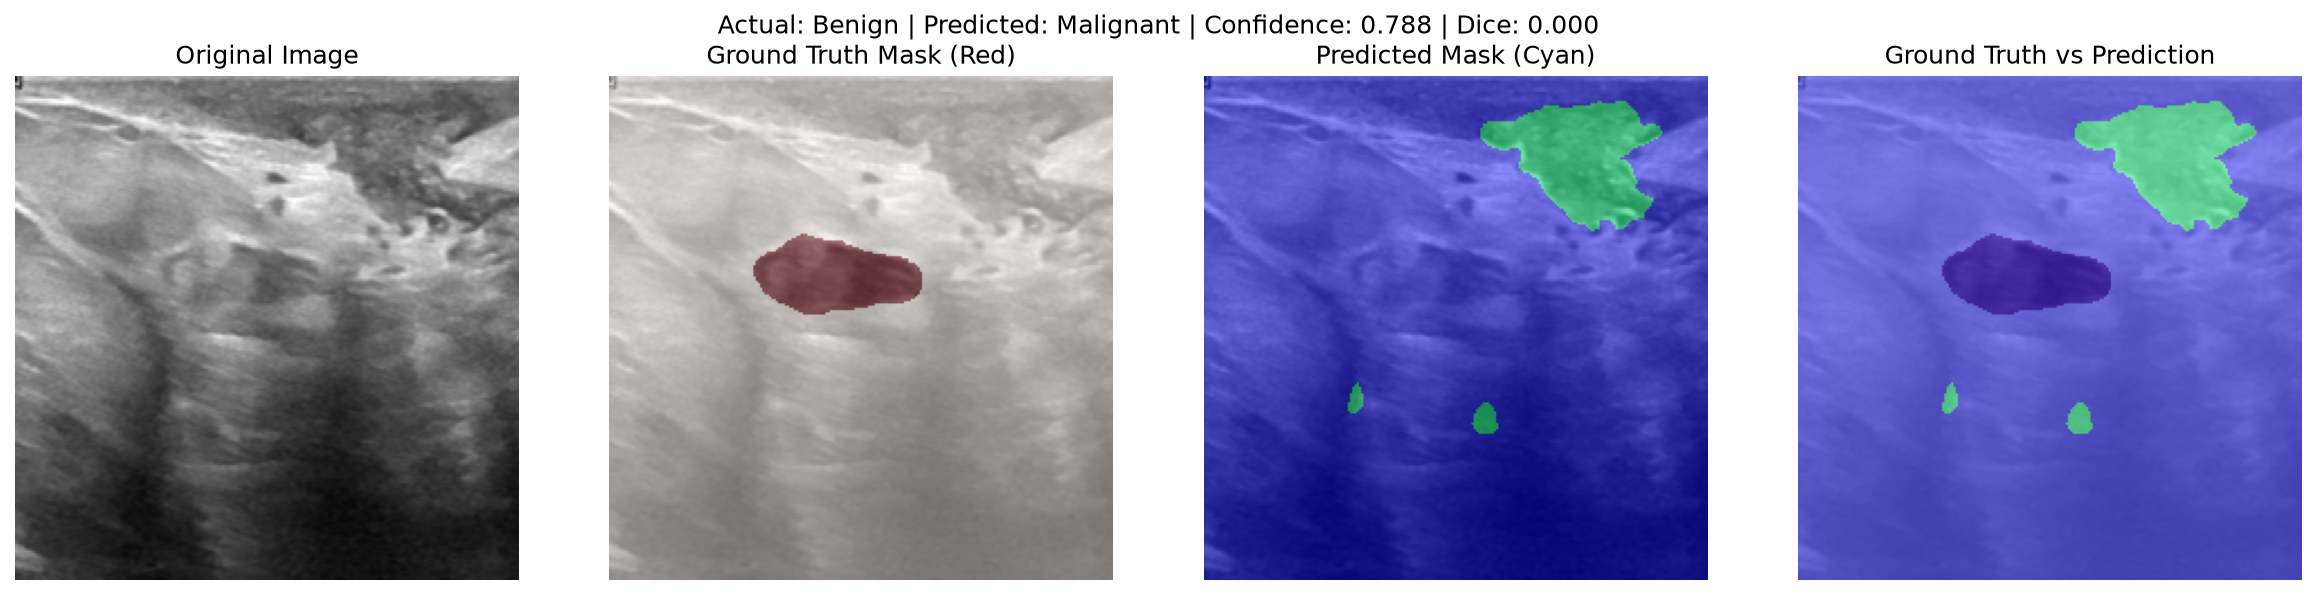 Actual: Benign | Predicted: Malignant | Confidence: 0.788 | Dice: 0.000
Original Image
Ground Truth Mask (Red)
Predicted Mask (Cyan)
Ground Truth vs Prediction